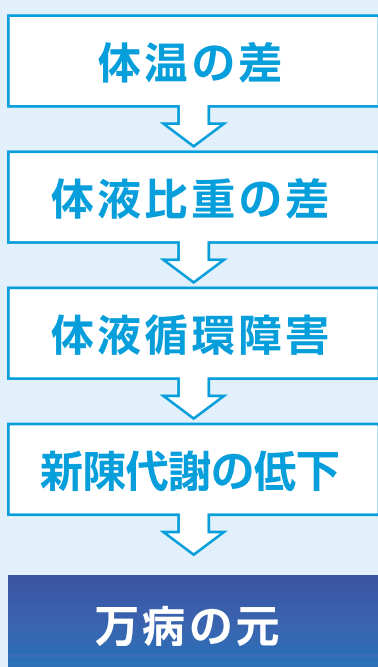 体温の差
体液比重の差
体液循環障害
新陳代謝の低下
万病の元